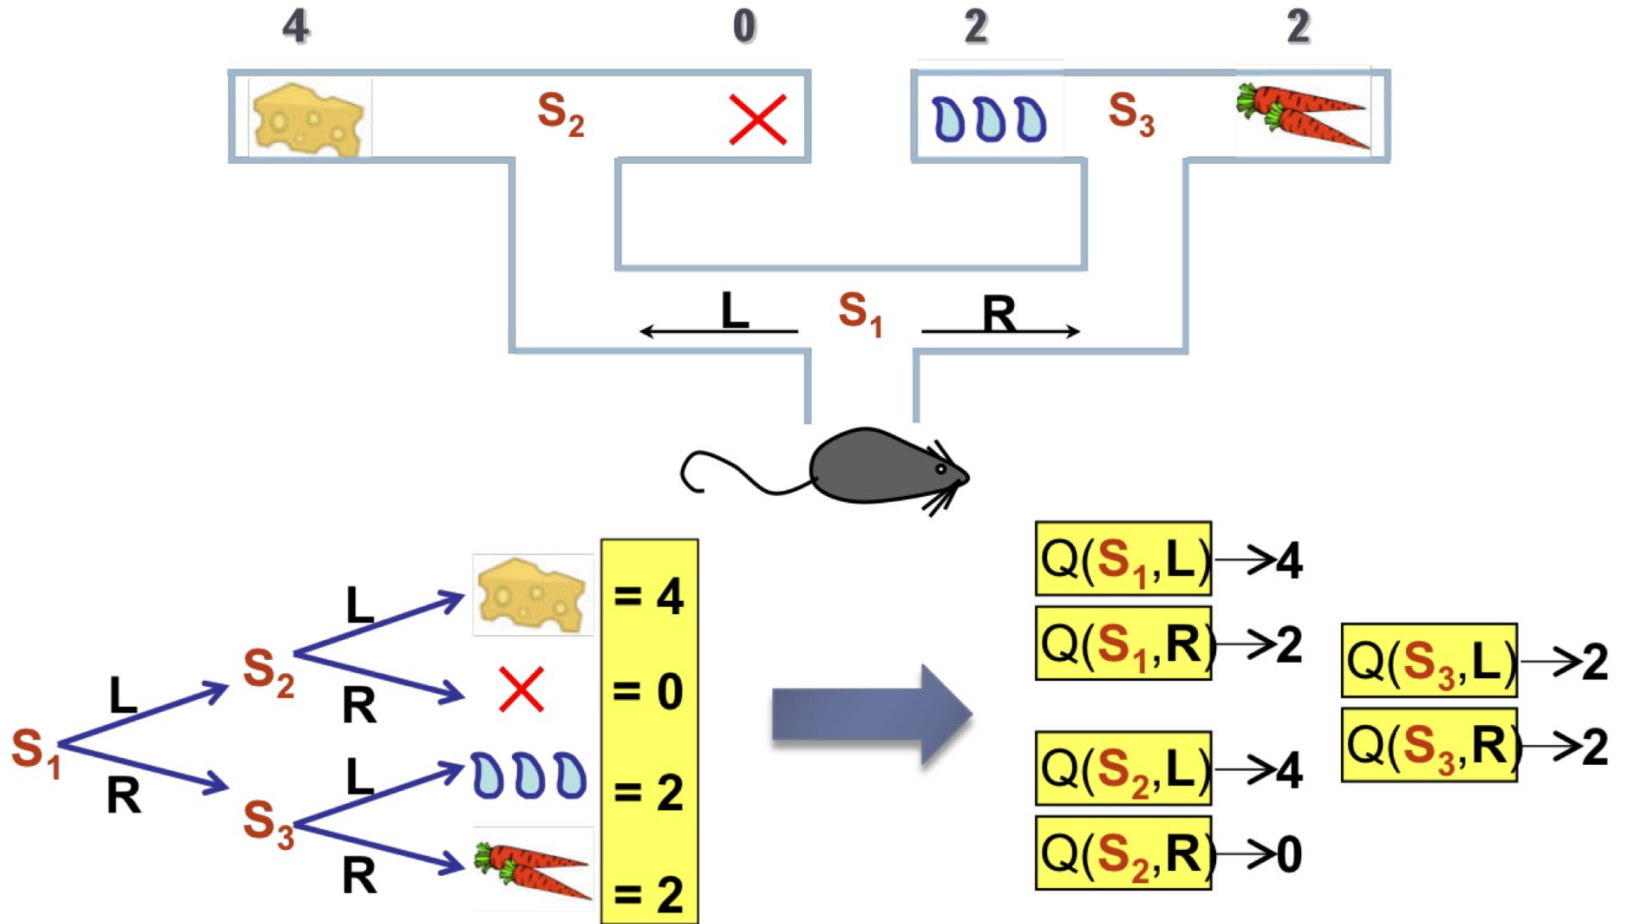 4 0 2 2
S₂ S₃
L S₁ R
L = 4
S₂
L R = 0
S₁
R L = 2
S₃
R = 2
Q(S₁,L) 4
Q(S₁,R) 2
Q(S₃,L) 2
Q(S₃,R) 2
Q(S₂,L) 4
Q(S₂,R) 0